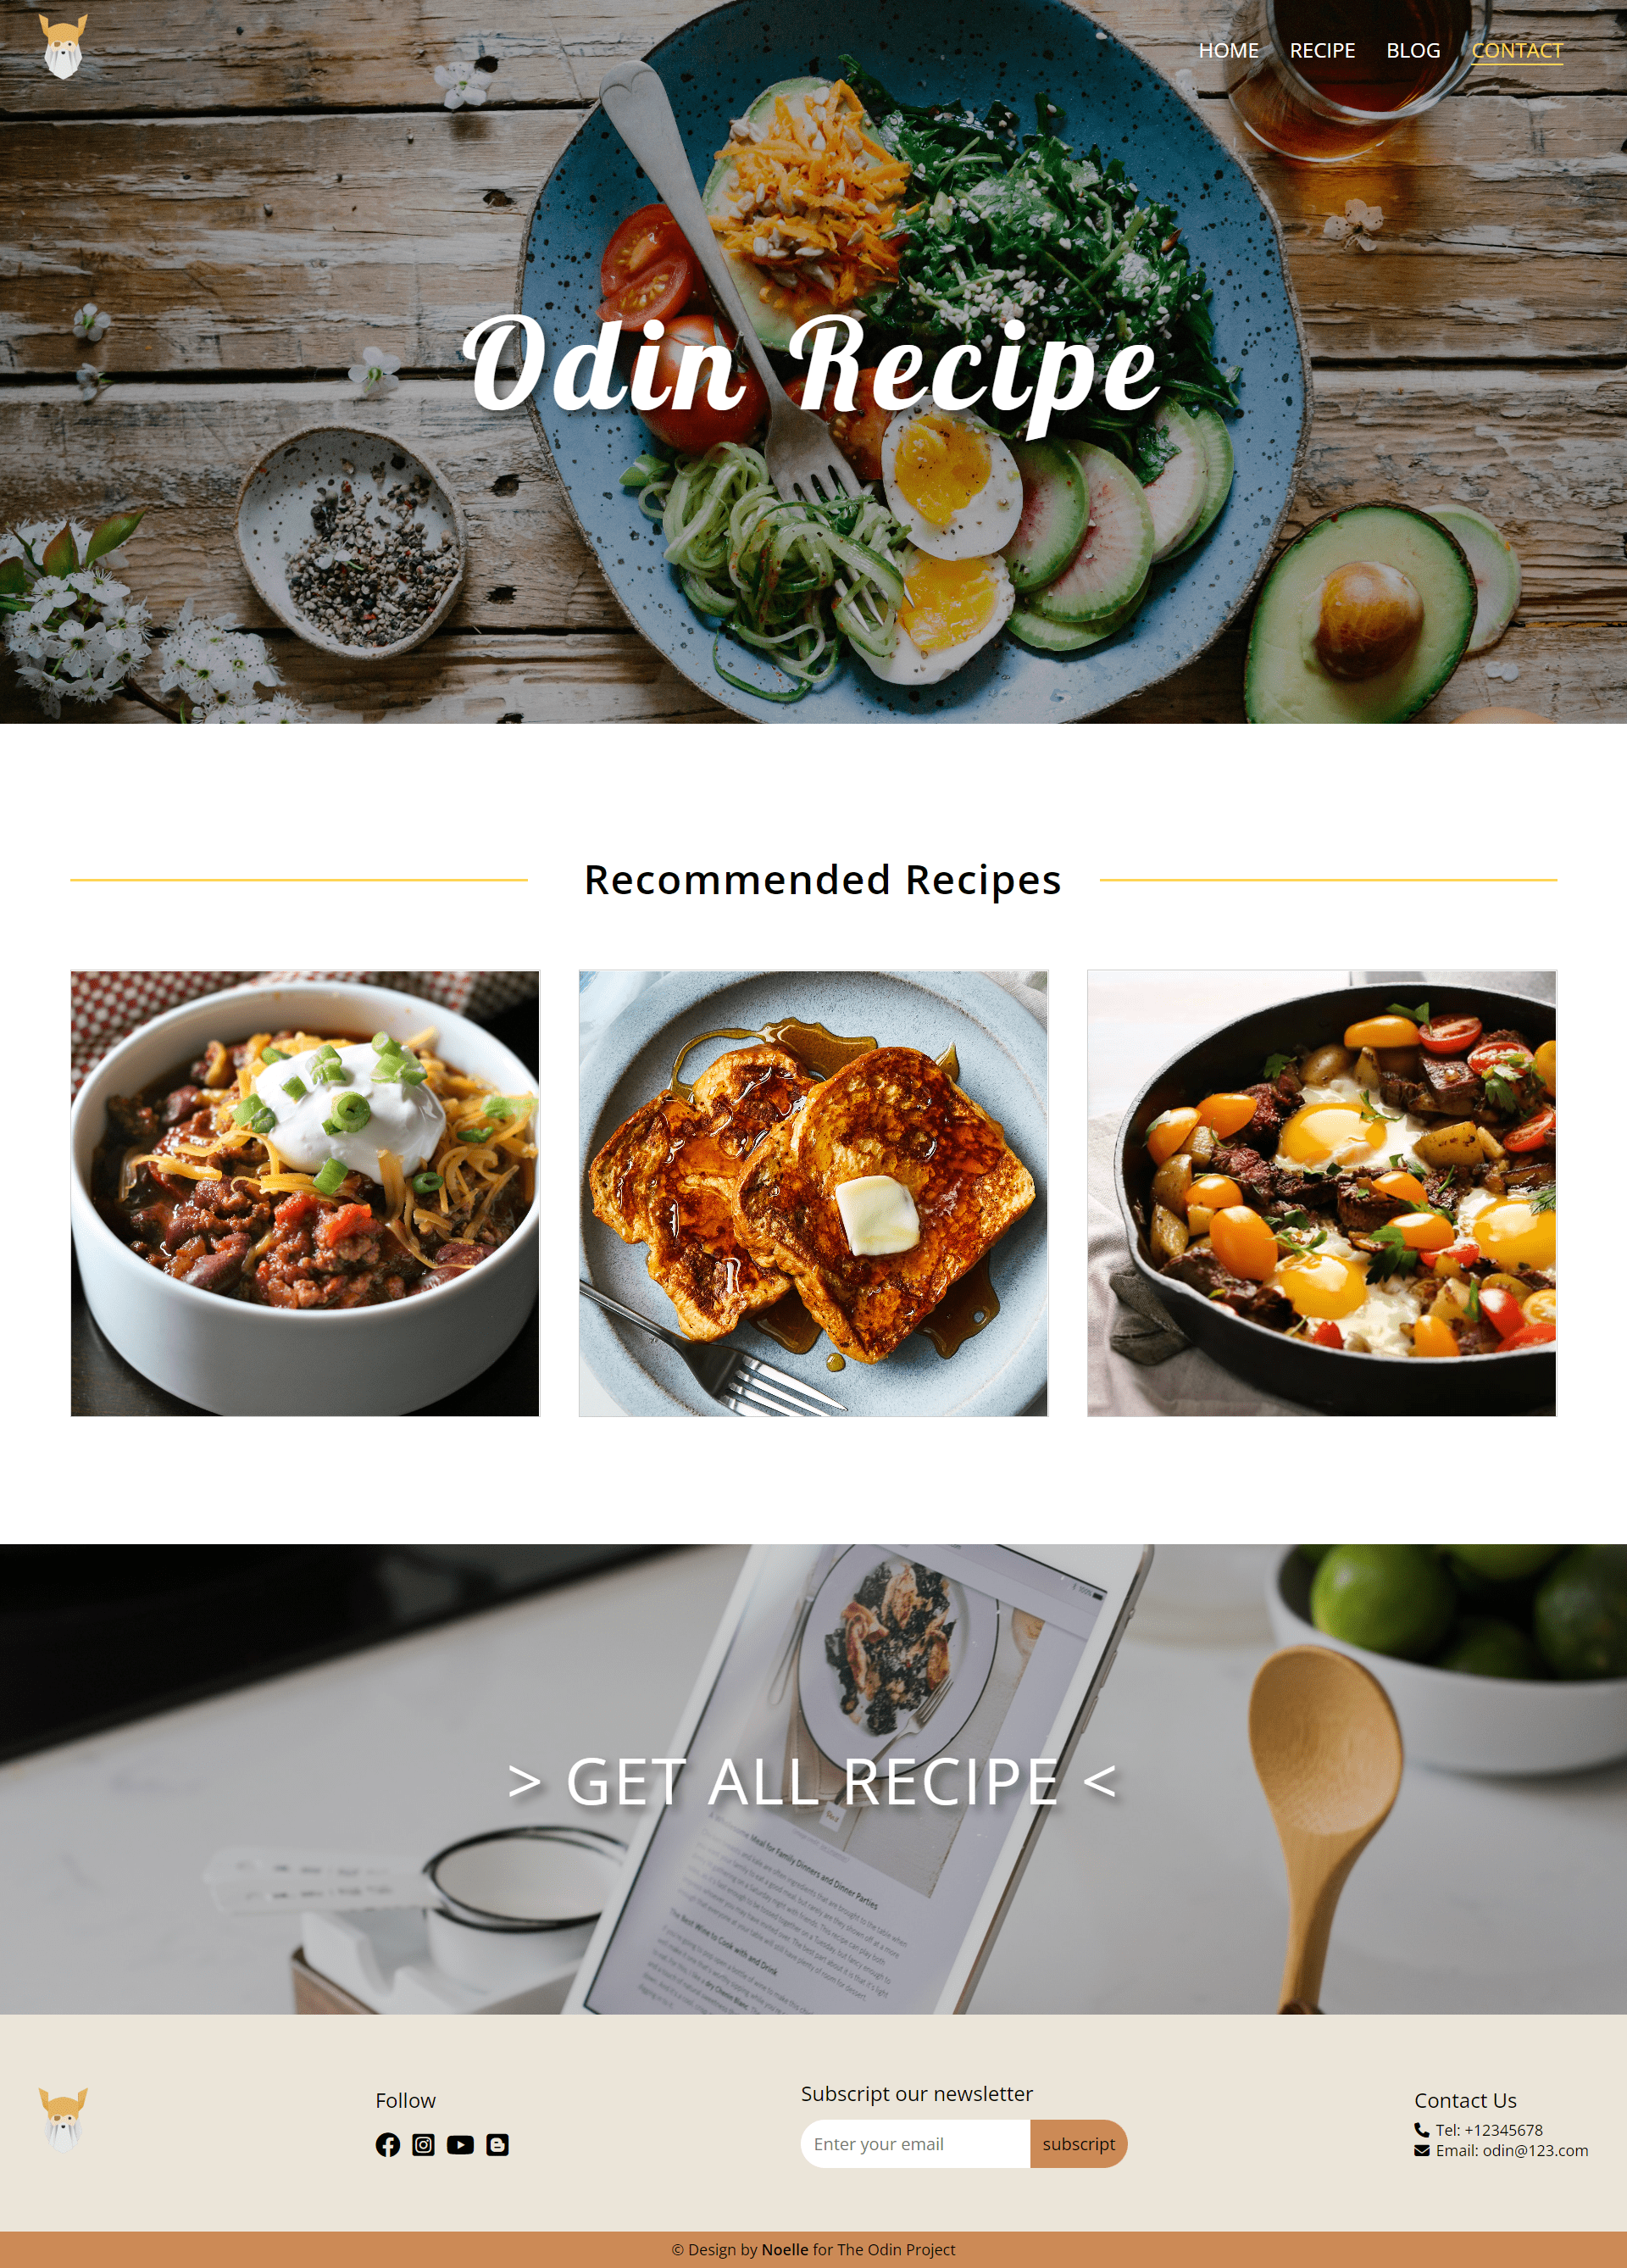 HOME RECIPE BLOG CONTACT
Odin Recipe
Recommended Recipes
> GET ALL RECIPE <
Follow
Subscript our newsletter
Enter your email
subscript
Contact Us
Tel: +12345678
Email: odin@123.com
© Design by Noelle for The Odin Project